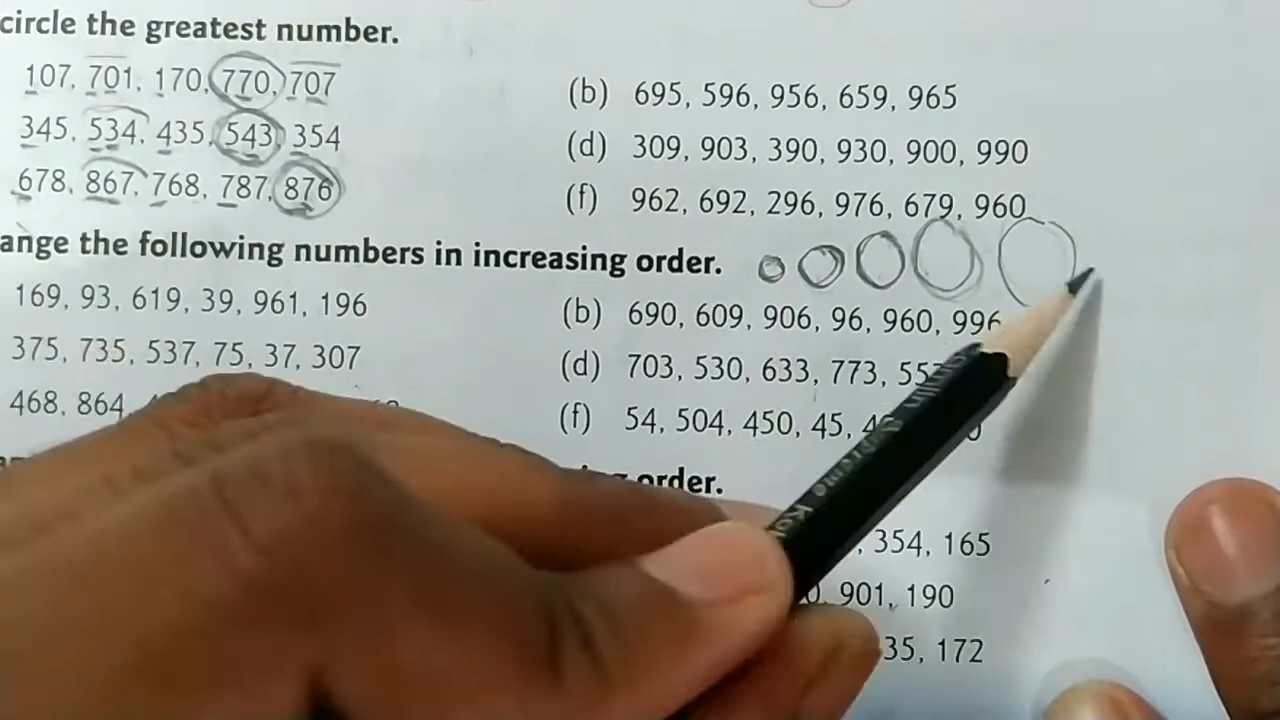 circle the greatest number.
107, 701, 170, 770, 707
(b) 695, 596, 956, 659, 965
345, 534, 435, 543, 354
(d) 309, 903, 390, 930, 900, 990
678, 867, 768, 787, 876
(f) 962, 692, 296, 976, 679, 960
ange the following numbers in increasing order.
169, 93, 619, 39, 961, 196
(b) 690, 609, 906, 96, 960, 996
375, 735, 537, 75, 37, 307
(d) 703, 530, 633, 773,
468, 864,
(f) 54, 504, 450, 45,
order.
, 354, 165
901, 190
172